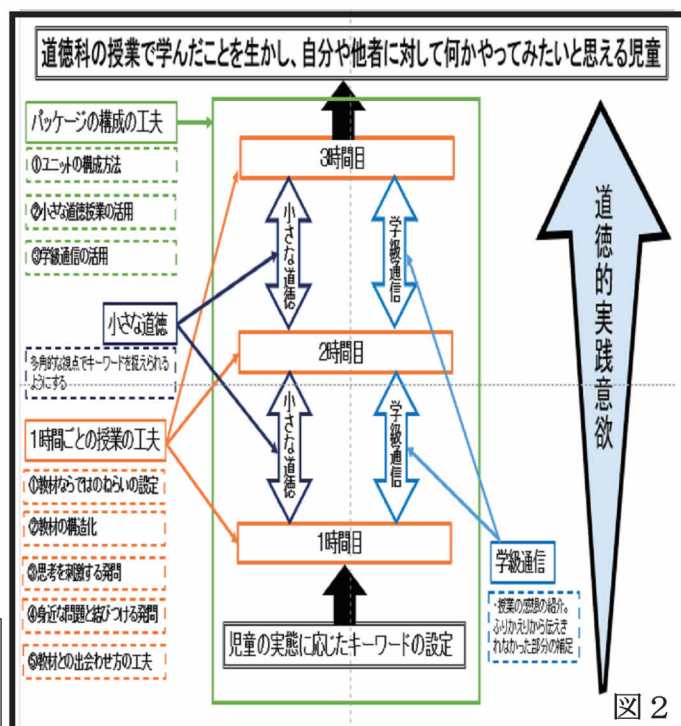 道徳科の授業で学んだことを生かし、自分や他者に対して何かやってみたいと思える児童
パッケージの構成の工夫
①ユニットの構成方法
②小さな道徳授業の活用
③学級通信の活用
小さな道徳
多角的な視点でキーワードを捉えられる
ようにする
1時間ごとの授業の工夫
①教材ならではのねらいの設定
②教材の構造化
③思考を刺激する発問
④身近な問題と結びつける発問
⑤教材との出会わせ方の工夫
3時間目
小さな道徳
学級通信
2時間目
小さな道徳
学級通信
1時間目
児童の実態に応じたキーワードの設定
学級通信
・授業の感想の紹介。
ふりかえりから伝えき
れなかった部分の補足
道徳的実践意欲
図2